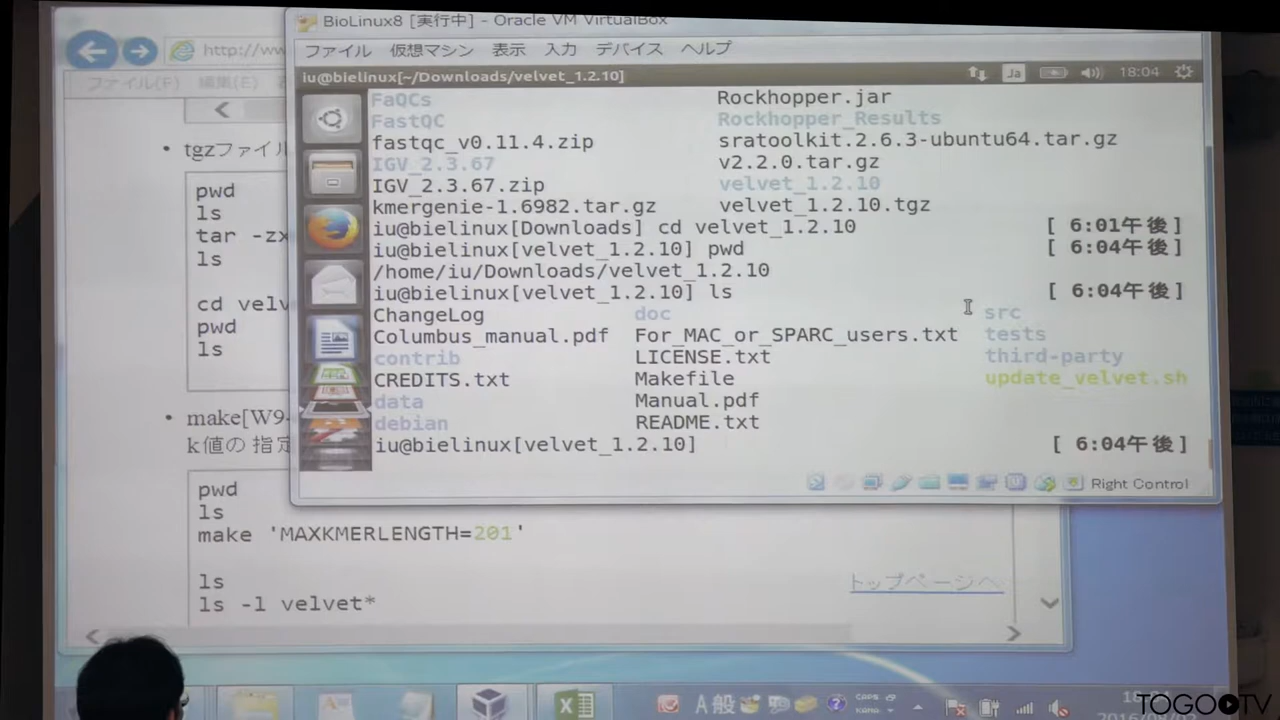 BioLinux8 [実行中] - Oracle VM VirtualBox
ファイル 仮想マシン 表示 入力 デバイス ヘルプ
iu@bielinux[~/Downloads/velvet_1.2.10]
Ja 18:04
FaQCs Rockhopper.jar
FastQC Rockhopper_Results
fastqc_v0.11.4.zip sratoolkit.2.6.3-ubuntu64.tar.gz
IGV_2.3.67 v2.2.0.tar.gz
IGV_2.3.67.zip velvet_1.2.10
kmergenie-1.6982.tar.gz velvet_1.2.10.tgz
iu@bielinux[Downloads] cd velvet_1.2.10 [ 6:01午後]
iu@bielinux[velvet_1.2.10] pwd [ 6:04午後]
/home/iu/Downloads/velvet_1.2.10
iu@bielinux[velvet_1.2.10] ls [ 6:04午後]
ChangeLog doc src
Columbus_manual.pdf For_MAC_or_SPARC_users.txt tests
contrib LICENSE.txt third-party
CREDITS.txt Makefile update_velvet.sh
data Manual.pdf
debian README.txt
iu@bielinux[velvet_1.2.10] [ 6:04午後]
Right Control
http://ww
ファイル(F) 編集(E)
tgzファイル
pwd
ls
tar -zx
ls
cd velv
pwd
ls
make[W9-
k値の 指定
pwd
ls
make 'MAXKMERLENGTH=201'
ls
ls -l velvet*
トップページへ
A 般 CAPS
KANA
TOGOTV